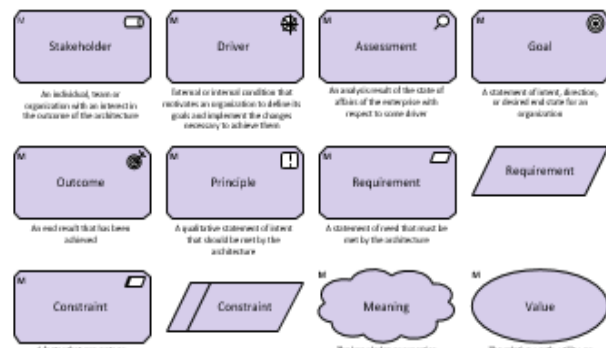 M
Stakeholder
An individual, team or
organization with an interest in
the outcome of the architecture
M
Driver
External or internal condition that
motivates an organization to define its
goals and implement the changes
necessary to achieve them
M
Assessment
An analysis result of the state of
affairs of the enterprise with
respect to some driver
M
Goal
A statement of intent, direction,
or desired end state for an
organization
M
Outcome
An end result that has been
achieved
M
Principle
A qualitative statement of intent
that should be met by the
architecture
M
Requirement
A statement of need that must be
met by the architecture
Requirement
M
Constraint
Constraint
M
Meaning
M
Value